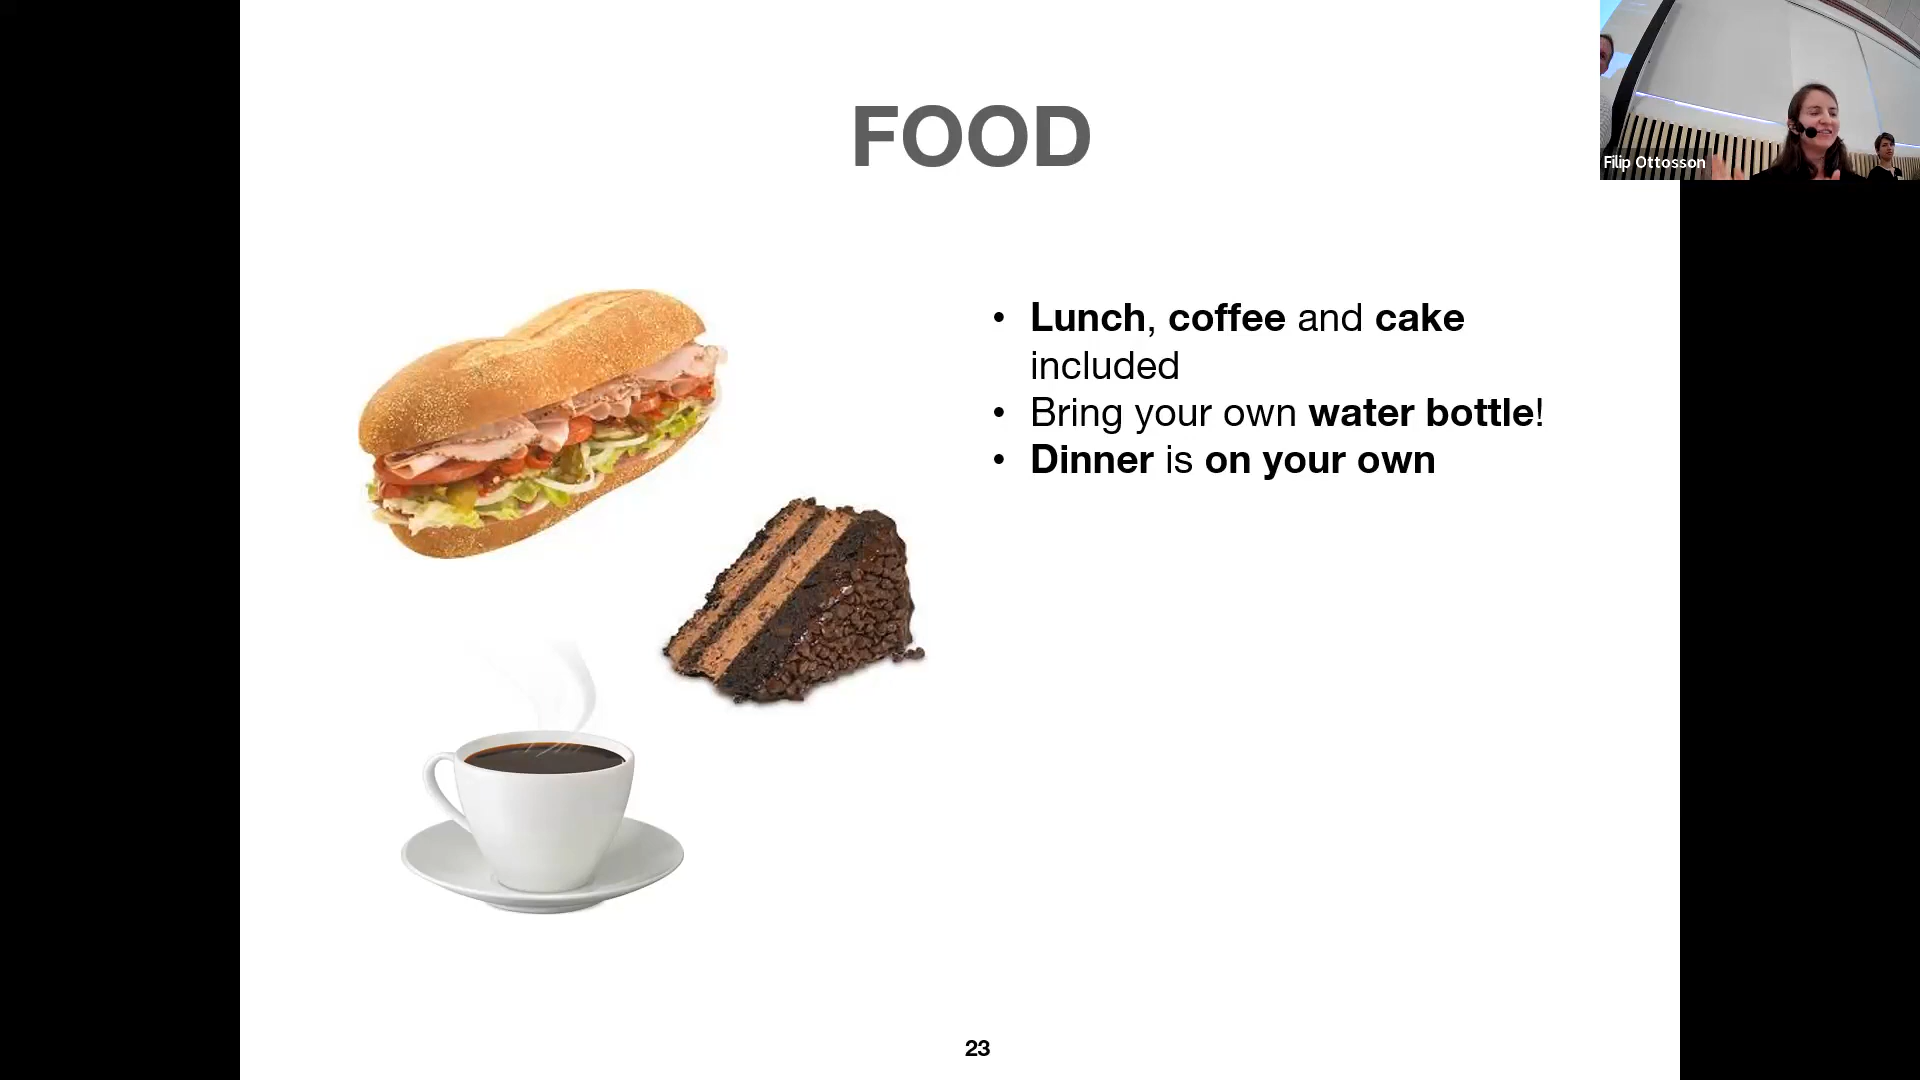 FOOD
Filip Ottosson
• Lunch, coffee and cake
included
• Bring your own water bottle!
• Dinner is on your own
23